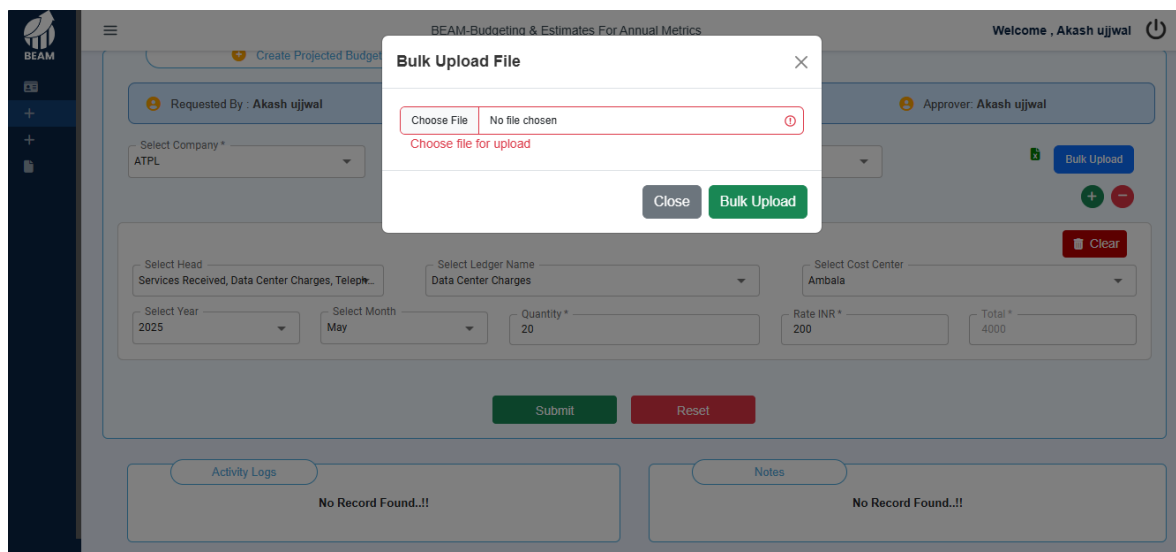 BEAM
BEAM-Budgeting & Estimates For Annual Metrics
Welcome , Akash ujjwal
Create Projected Budget
Bulk Upload File
Requested By : Akash ujjwal
Approver: Akash ujjwal
Choose File No file chosen
Choose file for upload
Select Company *
ATPL
Bulk Upload
Close
Bulk Upload
Clear
Select Head
Services Received, Data Center Charges, Teleph...
Select Ledger Name
Data Center Charges
Select Cost Center
Ambala
Select Year
2025
Select Month
May
Quantity *
20
Rate INR *
200
Total *
4000
Submit
Reset
Activity Logs
No Record Found..!!
Notes
No Record Found..!!